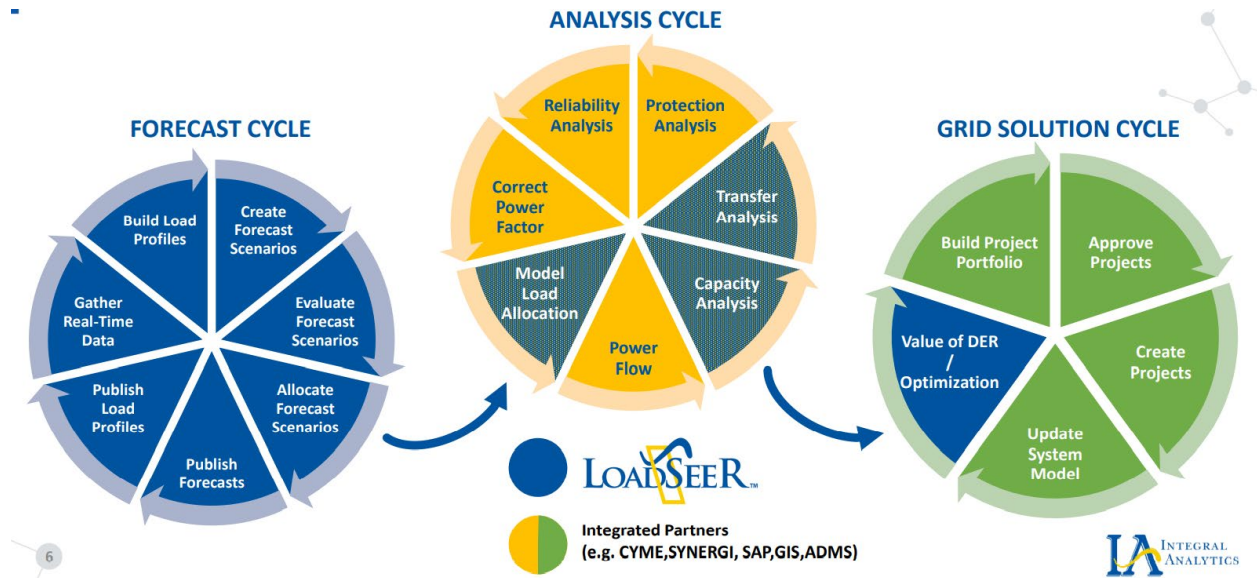 ANALYSIS CYCLE
Reliability
Analysis
Protection
Analysis
Correct
Power
Factor
Transfer
Analysis
Model
Load
Allocation
Capacity
Analysis
Power
Flow
FORECAST CYCLE
Build Load
Profiles
Create
Forecast
Scenarios
Gather
Real-Time
Data
Evaluate
Forecast
Scenarios
Publish
Load
Profiles
Allocate
Forecast
Scenarios
Publish
Forecasts
GRID SOLUTION CYCLE
Build Project
Portfolio
Approve
Projects
Value of DER
/
Optimization
Create
Projects
Update
System
Model
LOADSEER™
Integrated Partners
(e.g. CYME,SYNERGI, SAP,GIS,ADMS)
6
IA INTEGRAL
ANALYTICS